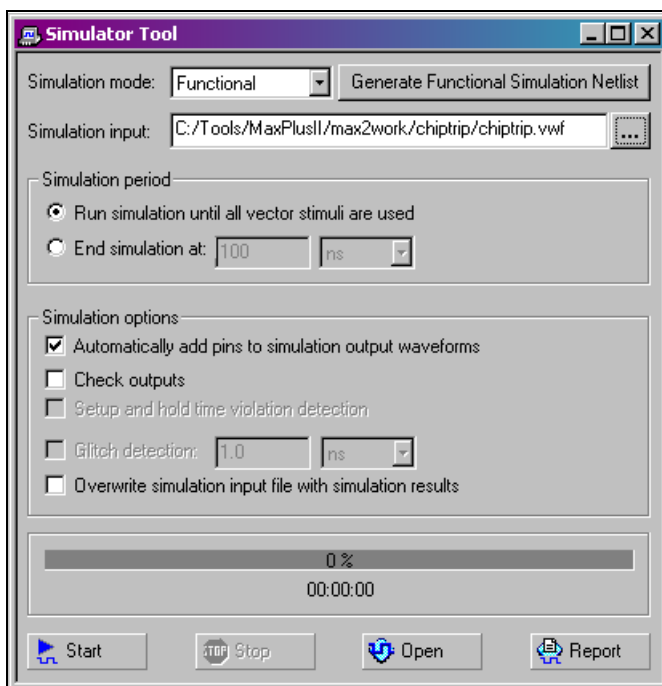 Simulator Tool
Simulation mode: Functional Generate Functional Simulation Netlist
Simulation input: C:/Tools/MaxPlusII/max2work/chiptrip/chiptrip.vwf ...
Simulation period
Run simulation until all vector stimuli are used
End simulation at: 100 ns
Simulation options
Automatically add pins to simulation output waveforms
Check outputs
Setup and hold time violation detection
Glitch detection: 1.0 ns
Overwrite simulation input file with simulation results
0 %
00:00:00
Start STOP Stop Open Report